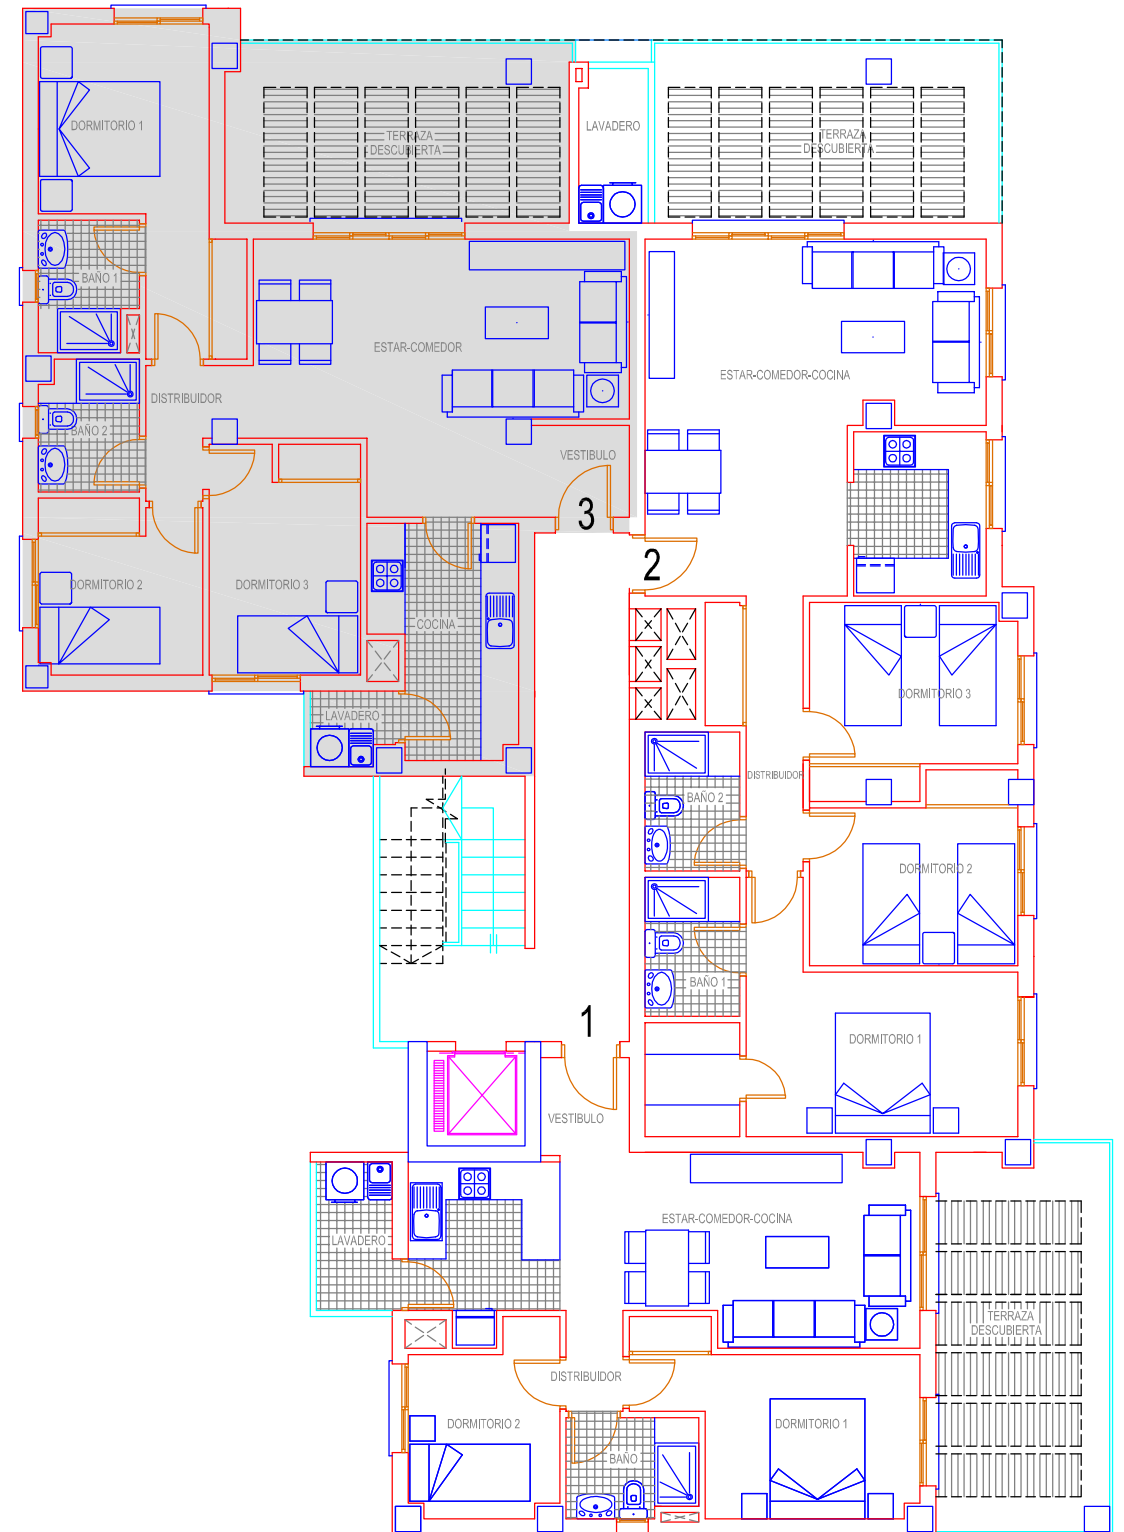 DORMITORIO 1
TERRAZA
DESCUBIERTA
LAVADERO
TERRAZA
DESCUBIERTA
BAÑO 1
ESTAR-COMEDOR
ESTAR-COMEDOR-COCINA
DISTRIBUIDOR
BAÑO 2
VESTIBULO
3
2
DORMITORIO 2
DORMITORIO 3
COCINA
DORMITORIO 3
LAVADERO
DISTRIBUIDOR
BAÑO 2
DORMITORIO 2
BAÑO 1
1
DORMITORIO 1
VESTIBULO
ESTAR-COMEDOR-COCINA
LAVADERO
TERRAZA
DESCUBIERTA
DISTRIBUIDOR
DORMITORIO 2
DORMITORIO 1
BAÑO